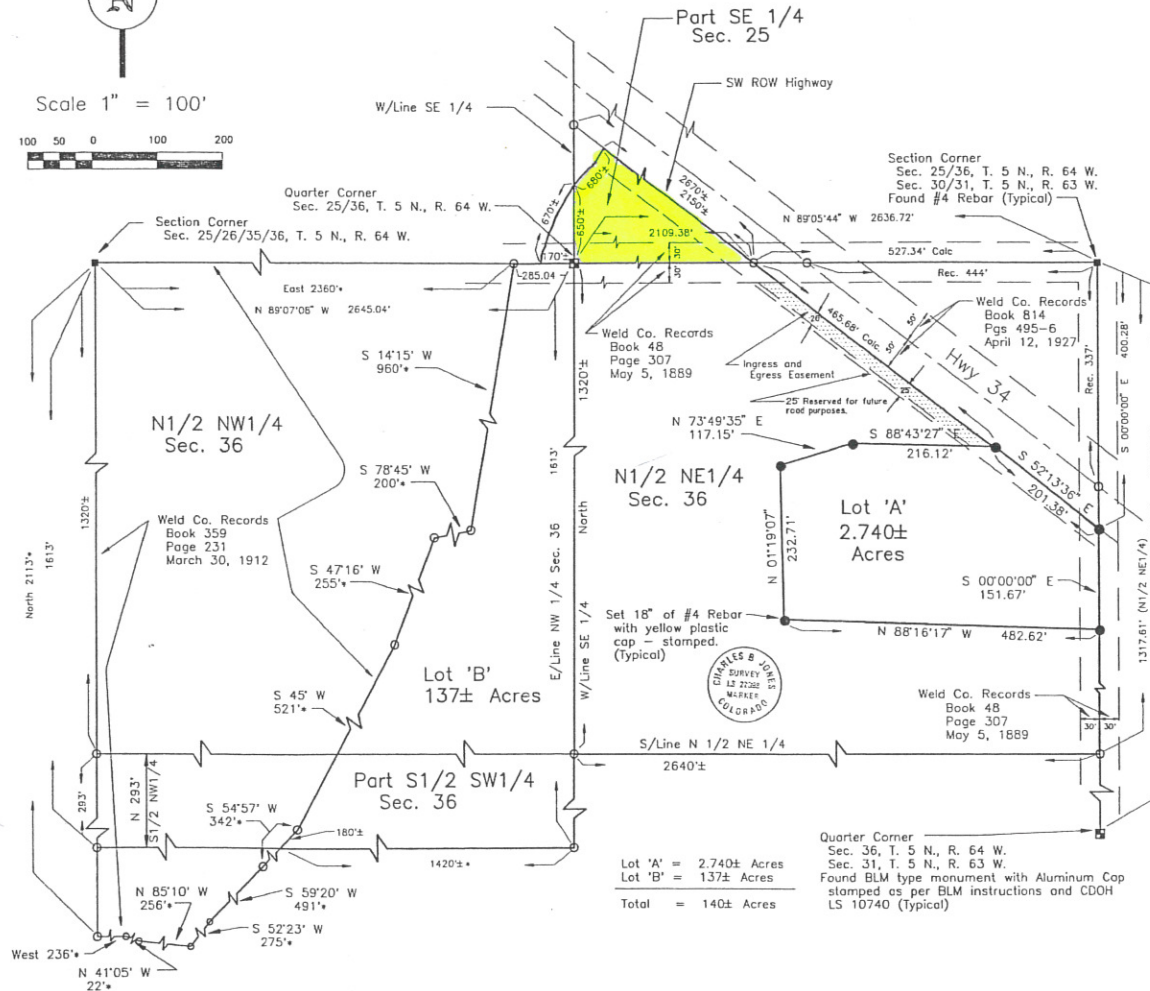 N
Scale 1" = 100'
100 50 0 100 200
Part SE 1/4
Sec. 25
SW ROW Highway
W/Line SE 1/4
Quarter Corner
Sec. 25/36, T. 5 N., R. 64 W.
Section Corner
Sec. 25/26/35/36, T. 5 N., R. 64 W.
Section Corner
Sec. 25/36, T. 5 N., R. 64 W.
Sec. 30/31, T. 5 N., R. 63 W.
Found #4 Rebar (Typical)
670'±
680'±
650'±
170'±
2670'±
2150'±
2109.38'
30' 30'
N 89°05'44" W 2636.72'
527.34' Calc
Rec. 444'
285.04
East 2360'*
N 89°07'06" W 2645.04'
S 14°15' W
960'*
Weld Co. Records
Book 48
Page 307
May 5, 1889
465.68' Calc.
20'
50'
50'
Weld Co. Records
Book 814
Pgs 495-6
April 12, 1927
Hwy 34
Ingress and
Egress Easement
25' Reserved for future
road purposes.
25'
Rec. 337'
S 00°00'00" E 400.28'
N1/2 NW1/4
Sec. 36
1320'±
1613'
North
N 73°49'35" E
117.15'
S 88°43'27" E
216.12'
S 52°13'36" E
201.38'
N1/2 NE1/4
Sec. 36
Lot 'A'
2.740±
Acres
S 78°45' W
200'*
Weld Co. Records
Book 359
Page 231
March 30, 1912
S 47°16' W
255'*
North 2113'*
1613'
1320'±
E/Line NW 1/4 Sec. 36
W/Line SE 1/4
N 01°19'07"
232.71'
S 00°00'00" E
151.67'
Set 18" of #4 Rebar
with yellow plastic
cap - stamped.
(Typical)
N 88°16'17" W 482.62'
1317.61' (N1/2 NE1/4)
CHARLES B JONES
SURVEY
MARKER
COLORADO
Lot 'B'
137± Acres
S 45° W
521'*
Weld Co. Records
Book 48
Page 307
May 5, 1889
30' 30'
S/Line N 1/2 NE 1/4
2640'±
293'
N 293'
S1/2 NW1/4
Part S1/2 SW1/4
Sec. 36
S 54°57' W
342'*
180'±
1420'±*
N 85°10' W
256'*
S 59°20' W
491'*
S 52°23' W
275'*
West 236'*
N 41°05' W
22'*
Lot 'A' = 2.740± Acres
Lot 'B' = 137± Acres
Total = 140± Acres
Quarter Corner
Sec. 36, T. 5 N., R. 64 W.
Sec. 31, T. 5 N., R. 63 W.
Found BLM type monument with Aluminum Cap
stamped as per BLM instructions and CDOH
LS 10740 (Typical)